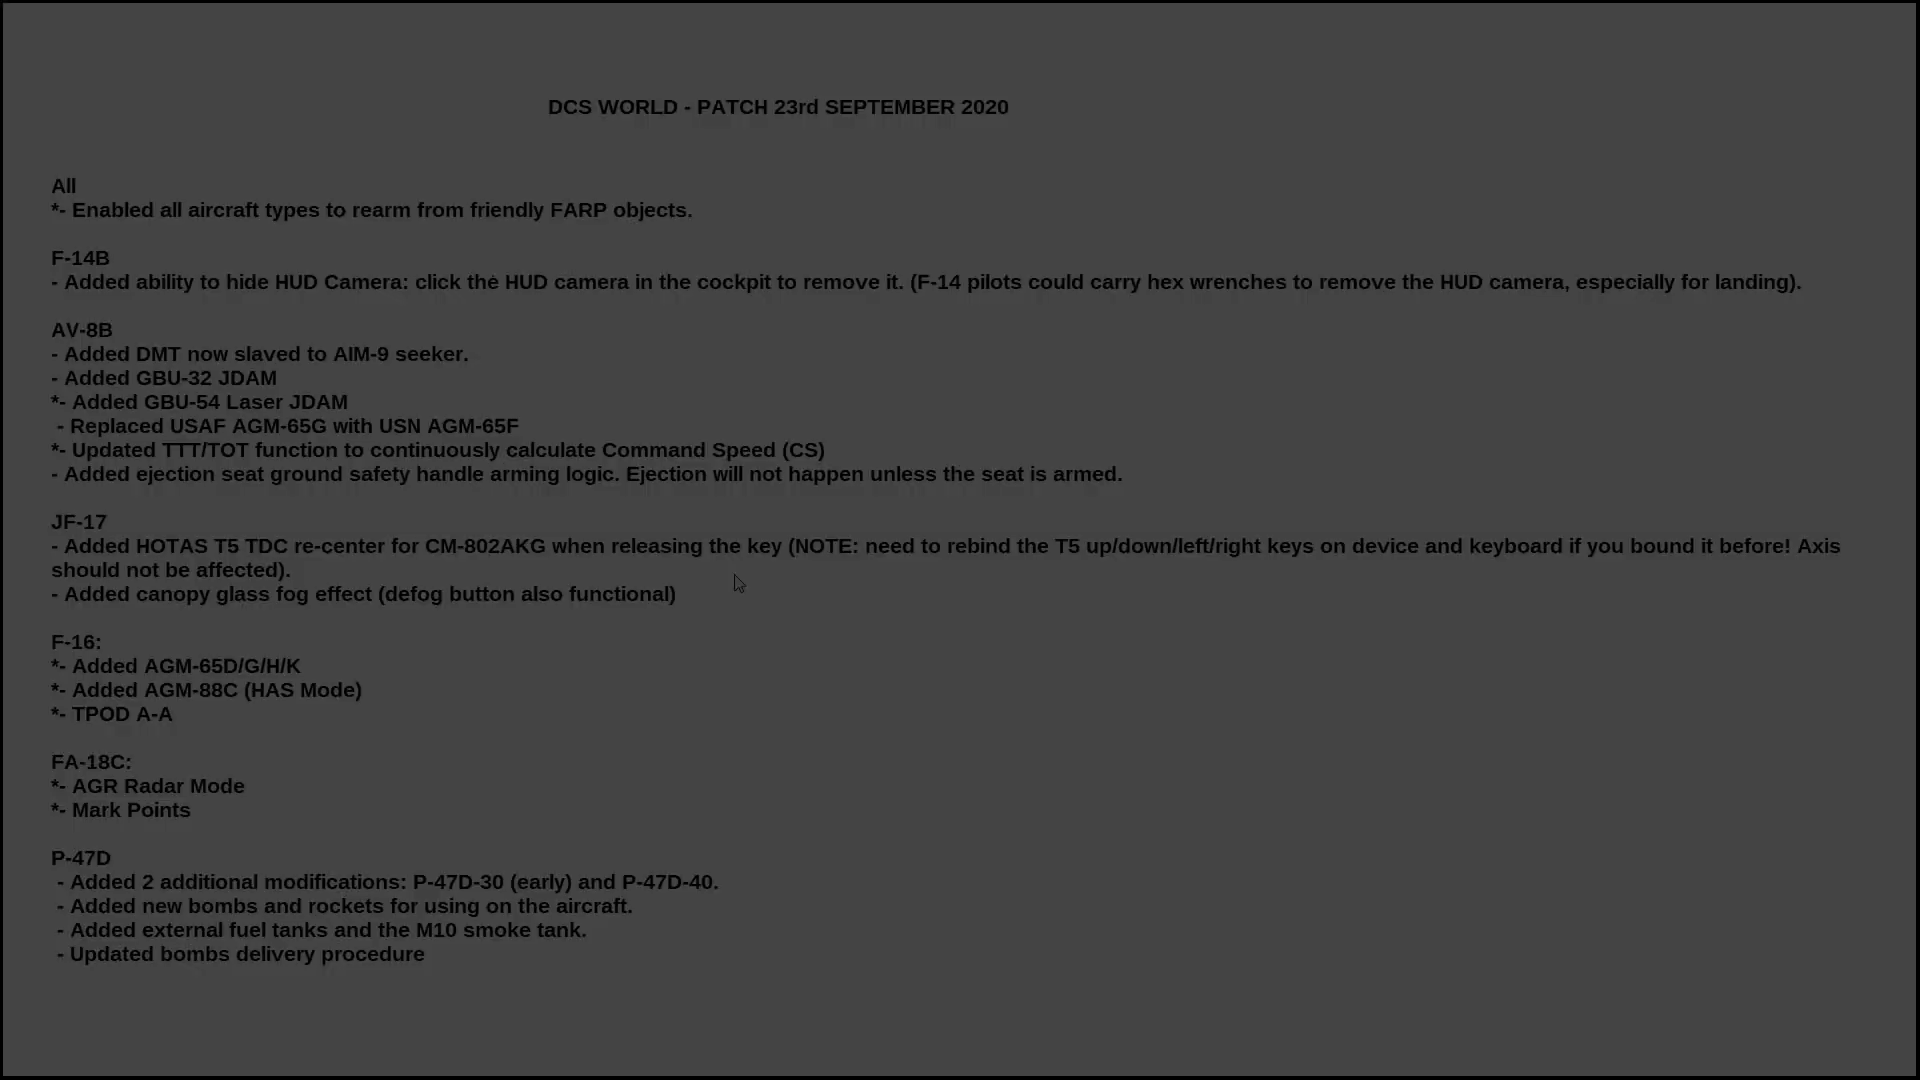 DCS WORLD - PATCH 23rd SEPTEMBER 2020
All
*- Enabled all aircraft types to rearm from friendly FARP objects.
F-14B
- Added ability to hide HUD Camera: click the HUD camera in the cockpit to remove it. (F-14 pilots could carry hex wrenches to remove the HUD camera, especially for landing).
AV-8B
- Added DMT now slaved to AIM-9 seeker.
- Added GBU-32 JDAM
*- Added GBU-54 Laser JDAM
- Replaced USAF AGM-65G with USN AGM-65F
*- Updated TTT/TOT function to continuously calculate Command Speed (CS)
- Added ejection seat ground safety handle arming logic. Ejection will not happen unless the seat is armed.
JF-17
- Added HOTAS T5 TDC re-center for CM-802AKG when releasing the key (NOTE: need to rebind the T5 up/down/left/right keys on device and keyboard if you bound it before! Axis
should not be affected).
- Added canopy glass fog effect (defog button also functional)
F-16:
*- Added AGM-65D/G/H/K
*- Added AGM-88C (HAS Mode)
*- TPOD A-A
FA-18C:
*- AGR Radar Mode
*- Mark Points
P-47D
- Added 2 additional modifications: P-47D-30 (early) and P-47D-40.
- Added new bombs and rockets for using on the aircraft.
- Added external fuel tanks and the M10 smoke tank.
- Updated bombs delivery procedure